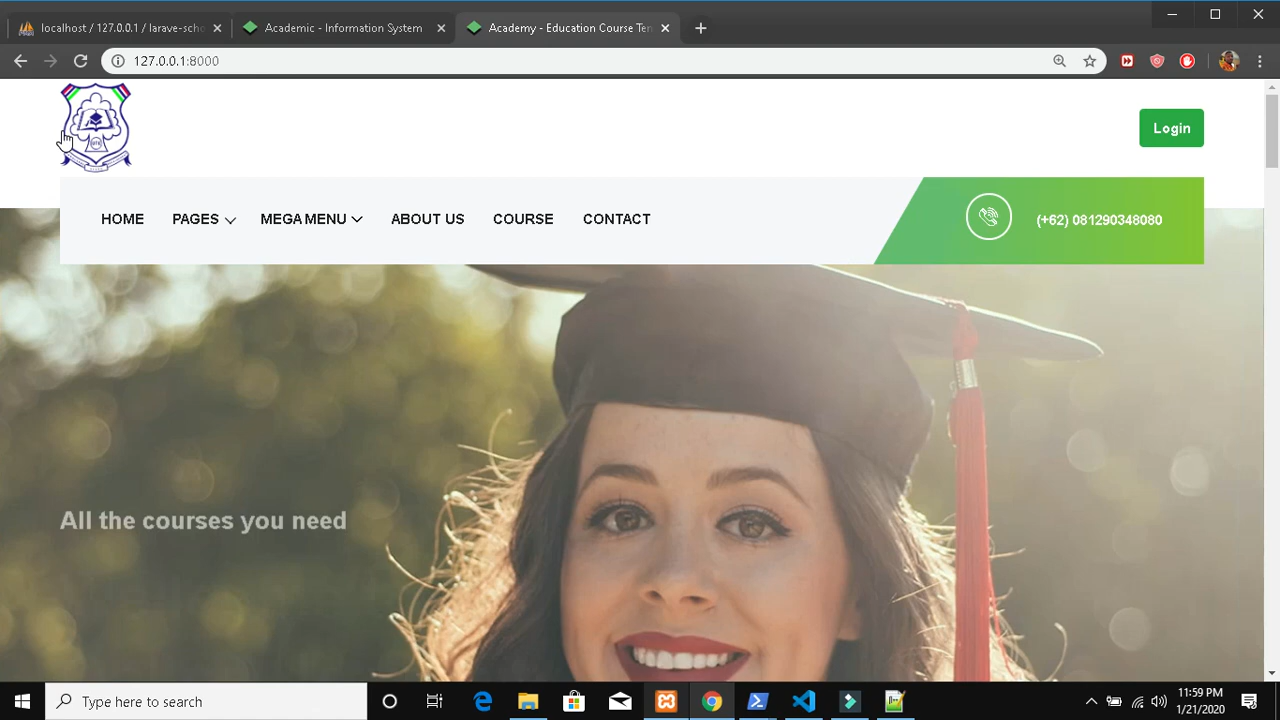 localhost / 127.0.0.1 / larave-scho
Academic - Information System
Academy - Education Course Ten
127.0.0.1:8000
Login
HOME PAGES MEGA MENU ABOUT US COURSE CONTACT
(+62) 081290348080
All the courses you need
Type here to search
11:59 PM
1/21/2020